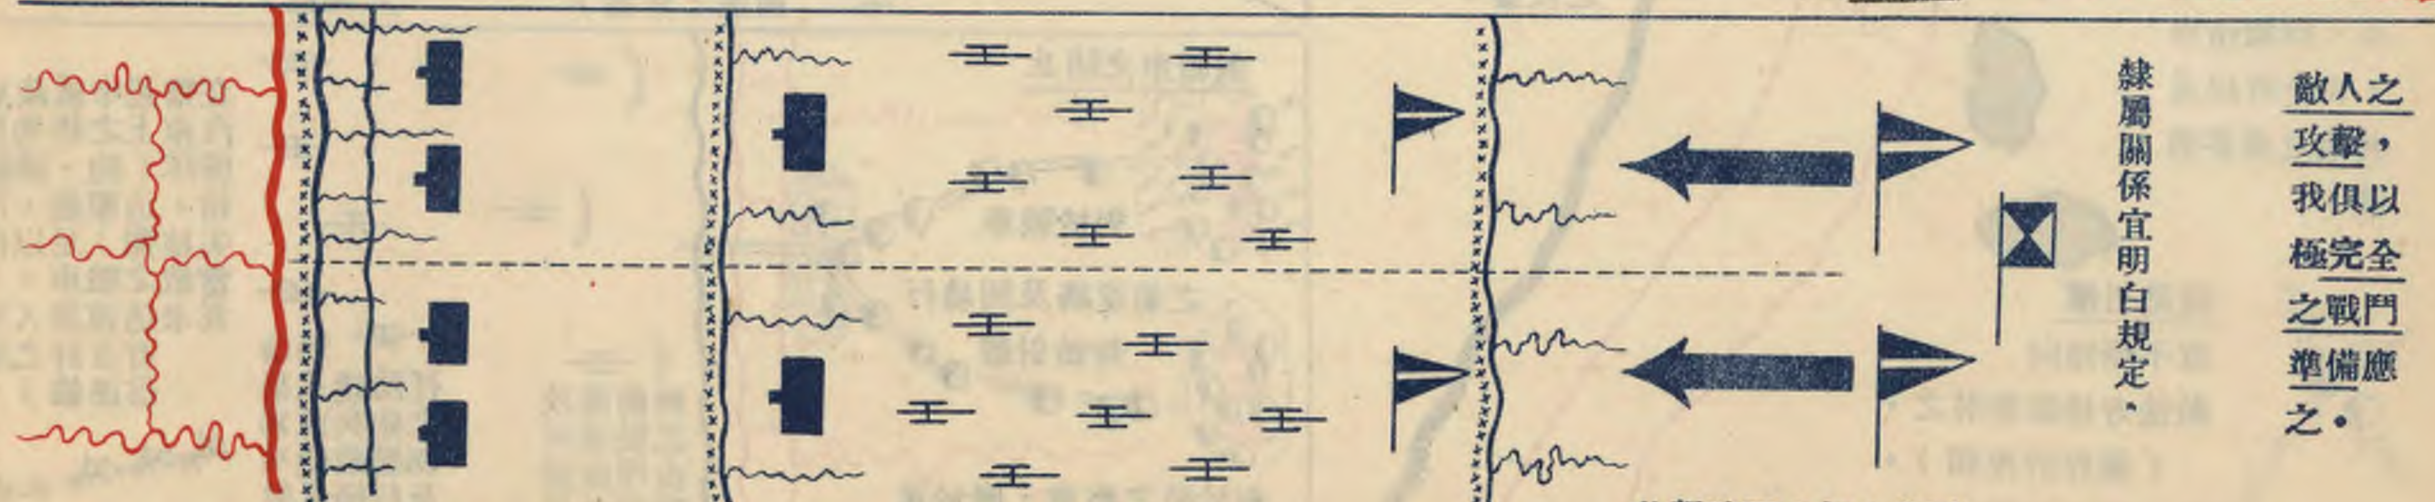 敵人之
攻擊，
我俱以
極完全
之戰鬥
準備應
之。
隸屬關係宜明白規定。